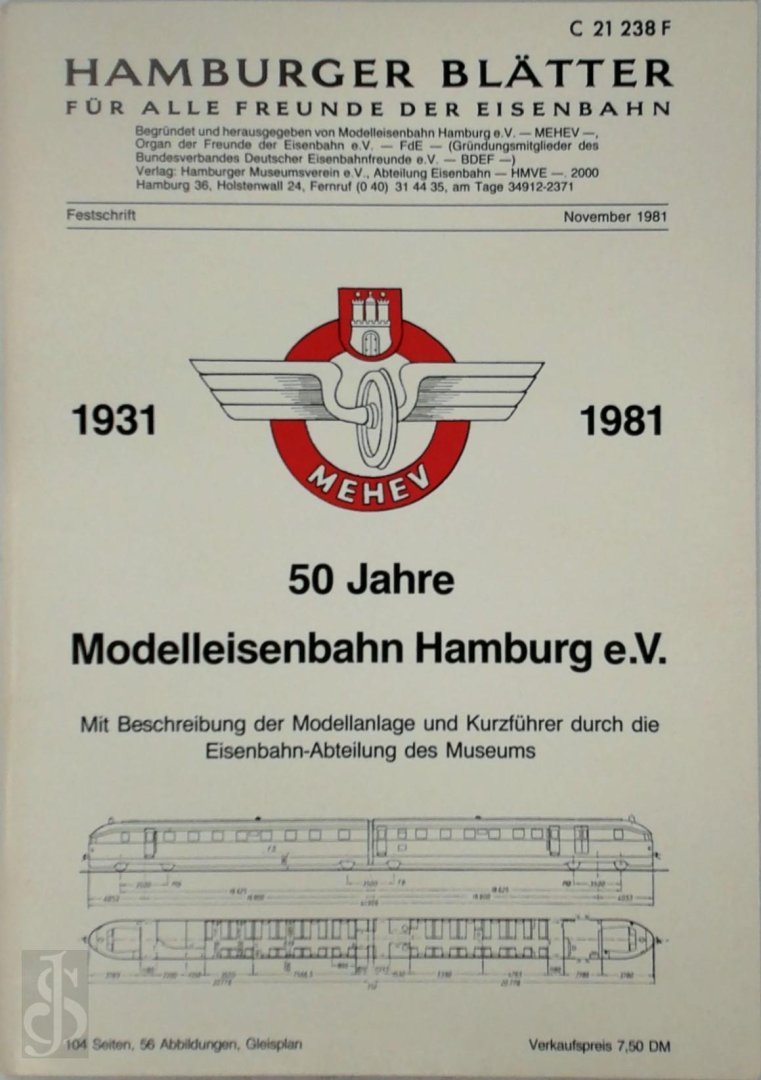 C 21 238 F
HAMBURGER BLÄTTER
FÜR ALLE FREUNDE DER EISENBAHN
Begründet und herausgegeben von Modelleisenbahn Hamburg e.V. — MEHEV —,
Organ der Freunde der Eisenbahn e.V. — FdE — (Gründungsmitglieder des
Bundesverbandes Deutscher Eisenbahnfreunde e.V. — BDEF —)
Verlag: Hamburger Museumsverein e.V., Abteilung Eisenbahn — HMVE —. 2000
Hamburg 36, Holstenwall 24, Fernruf (0 40) 31 44 35, am Tage 34912-2371
Festschrift November 1981
1931 1981
MEHEV
50 Jahre
Modelleisenbahn Hamburg e.V.
Mit Beschreibung der Modellanlage und Kurzführer durch die
Eisenbahn-Abteilung des Museums
104 Seiten, 56 Abbildungen, Gleisplan Verkaufspreis 7,50 DM